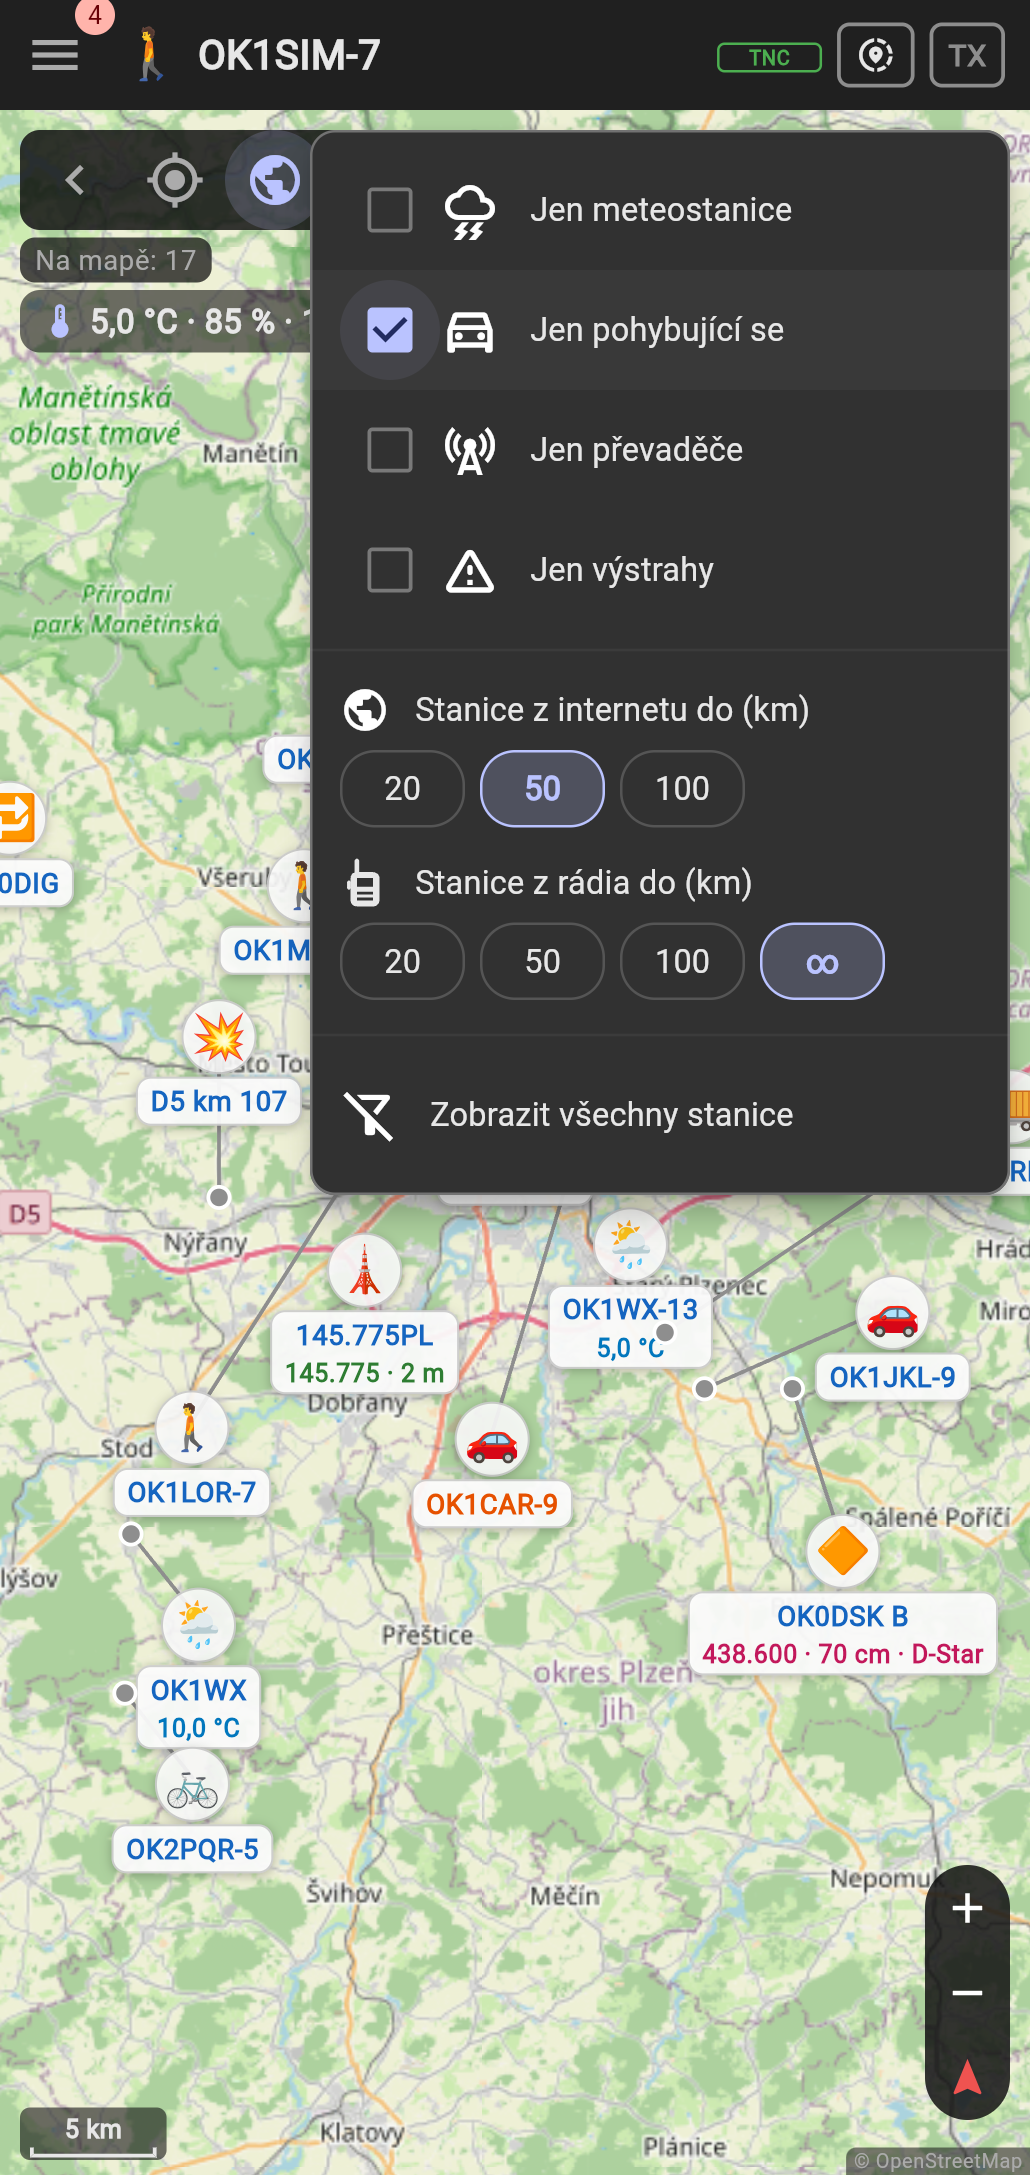 4
OK1SIM-7
TNC
TX
Na mapě: 17
5,0 °C · 85 % ·
Jen meteostanice
Jen pohybující se
Jen převaděče
Jen výstrahy
Stanice z internetu do (km)
20
50
100
Stanice z rádia do (km)
20
50
100
∞
Zobrazit všechny stanice
Manětínská
oblast tmavé
oblohy
Manětín
Přírodní
park Manětínská
OK
0DIG
OK1M
D5 km 107
D5
Nýřany
Hrád
Miro
OK1WX-13
5,0 °C
145.775PL
145.775 · 2 m
OK1JKL-9
Dobřany
Stod
OK1LOR-7
OK1CAR-9
Spálené Poříčí
lýšov
OK0DSK B
438.600 · 70 cm · D-Star
Přeštice
okres Plzeň
jih
OK1WX
10,0 °C
OK2PQR-5
Švihov
Měčín
Nepomuk
+
−
5 km
Klatovy
Plánice
© OpenStreetMap